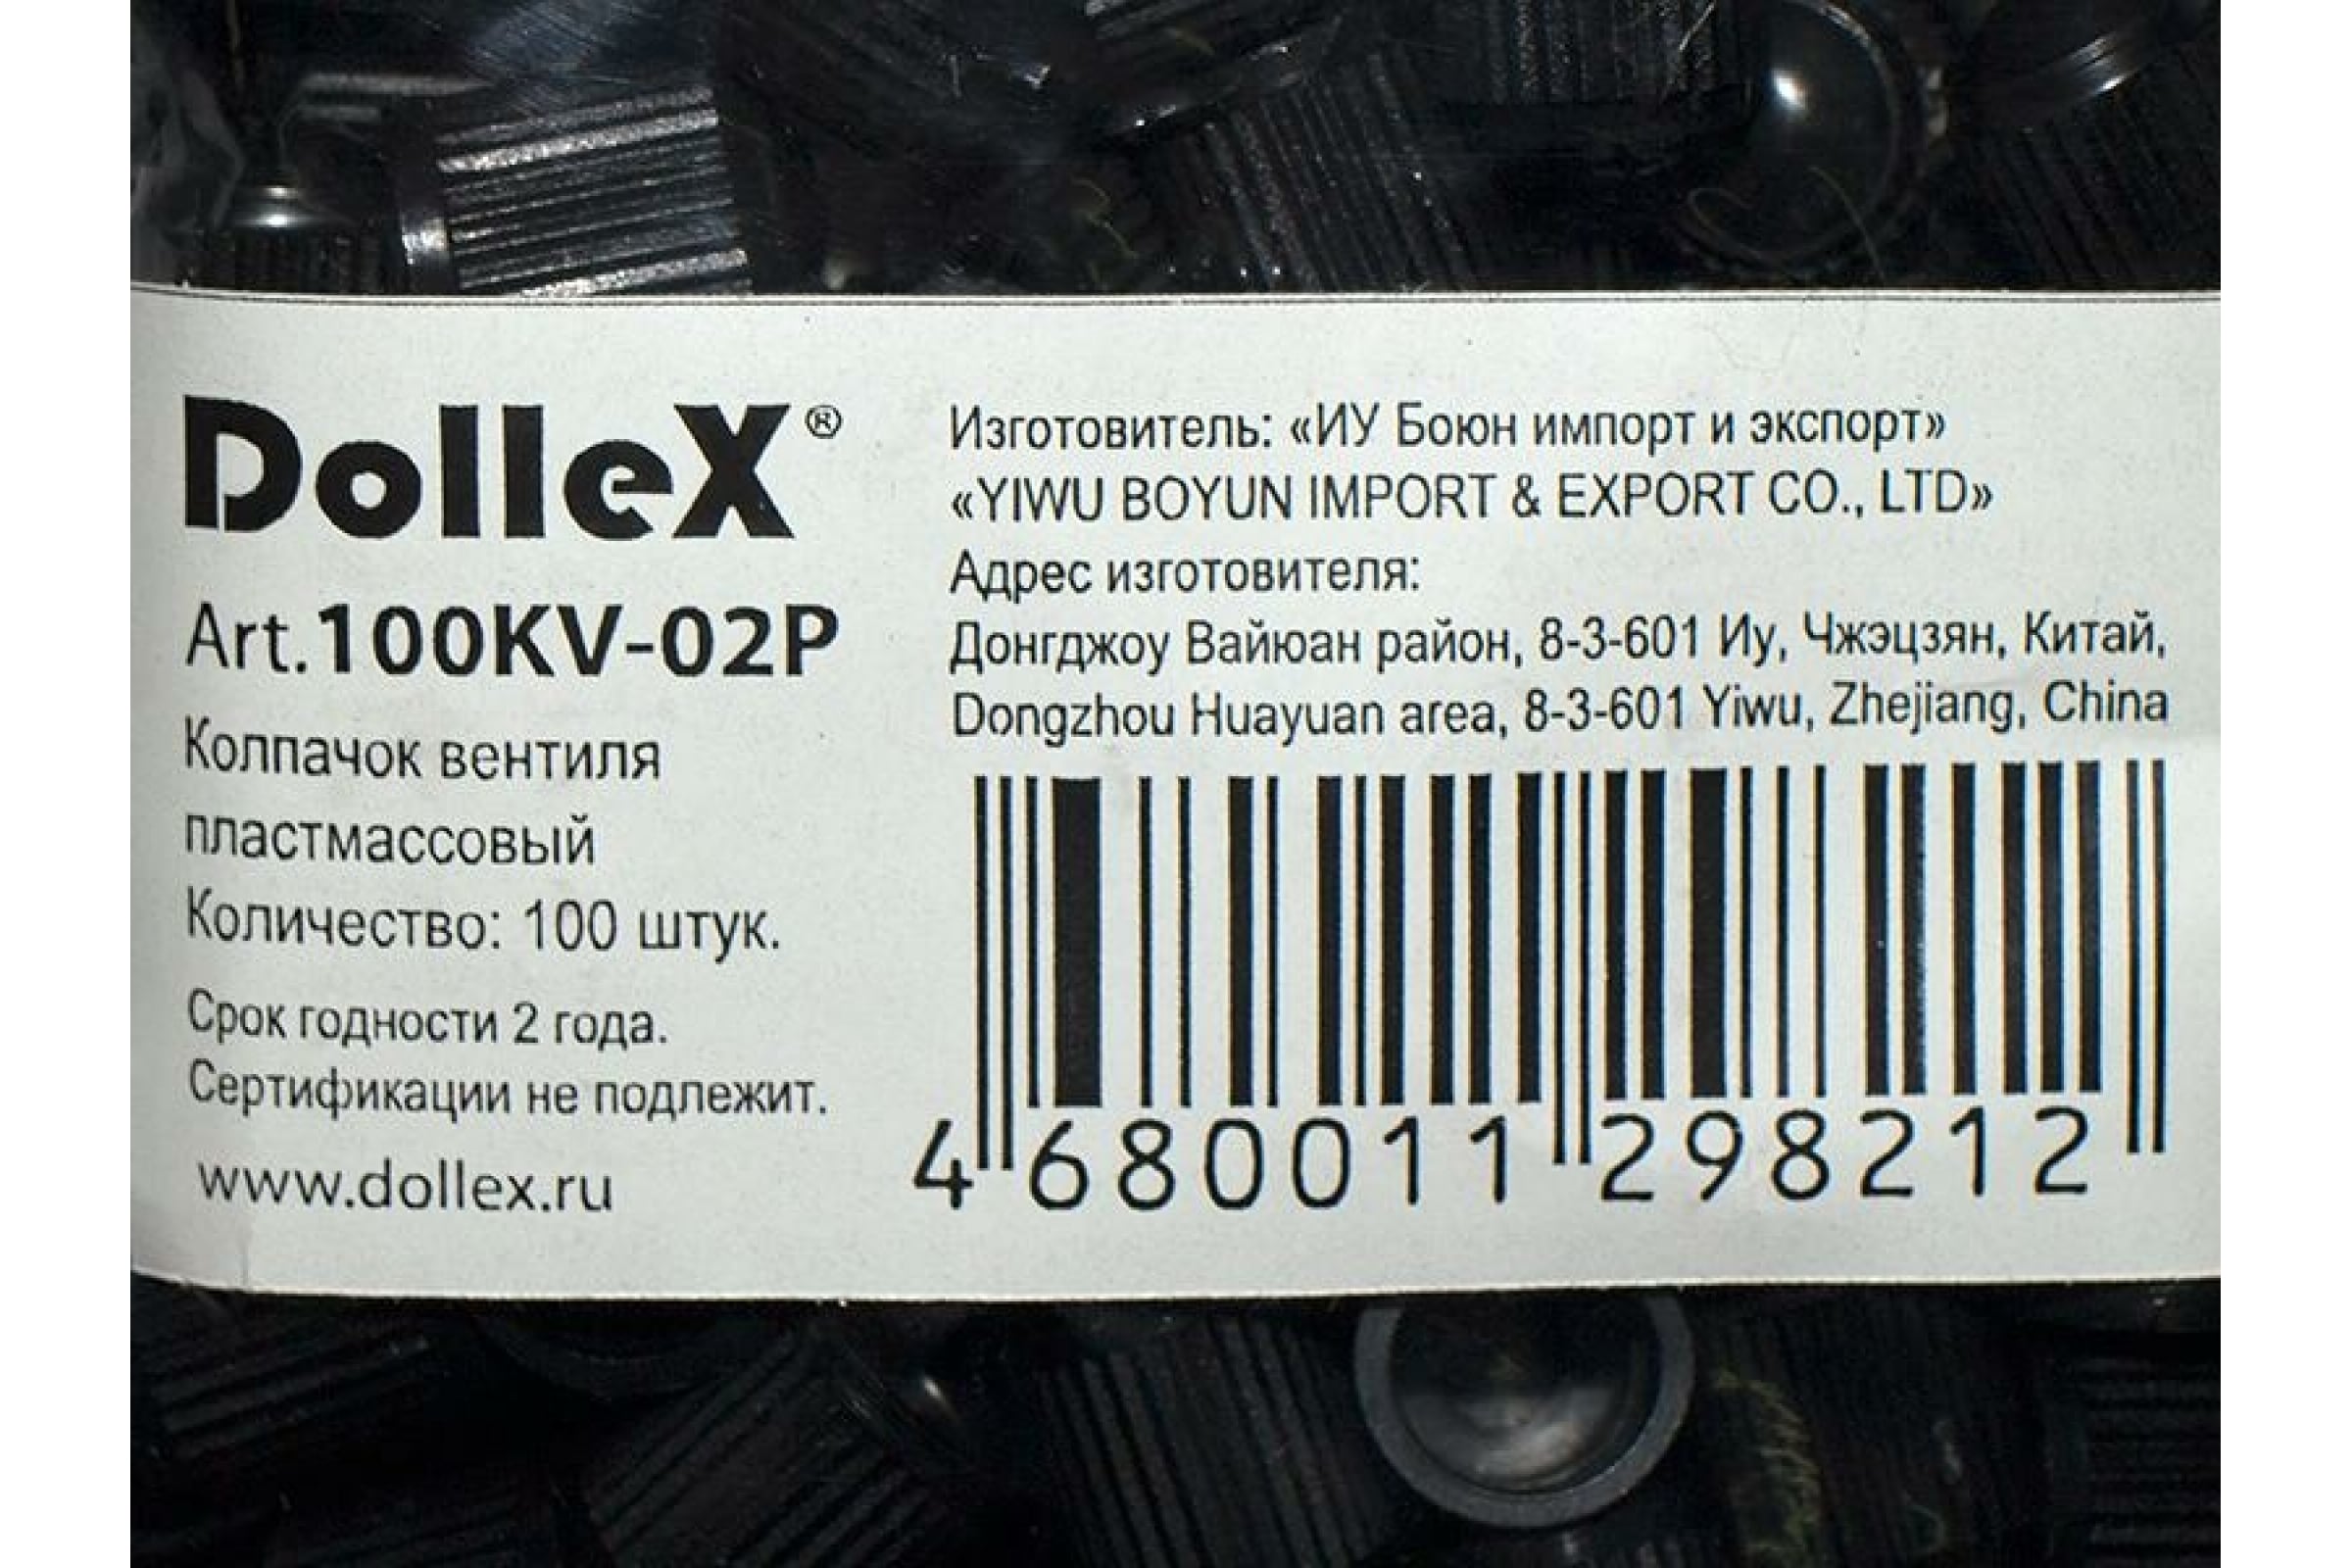 DolleX®
Art.100KV-02P
Колпачок вентиля
пластмассовый
Количество: 100 штук.
Срок годности 2 года.
Сертификации не подлежит.
www.dollex.ru
Изготовитель: «ИУ Боюн импорт и экспорт»
«YIWU BOYUN IMPORT & EXPORT CO., LTD»
Адрес изготовителя:
Донгджоу Вайюан район, 8-3-601 Иу, Чжэцзян, Китай,
Dongzhou Huayuan area, 8-3-601 Yiwu, Zhejiang, China
4 680011 298212